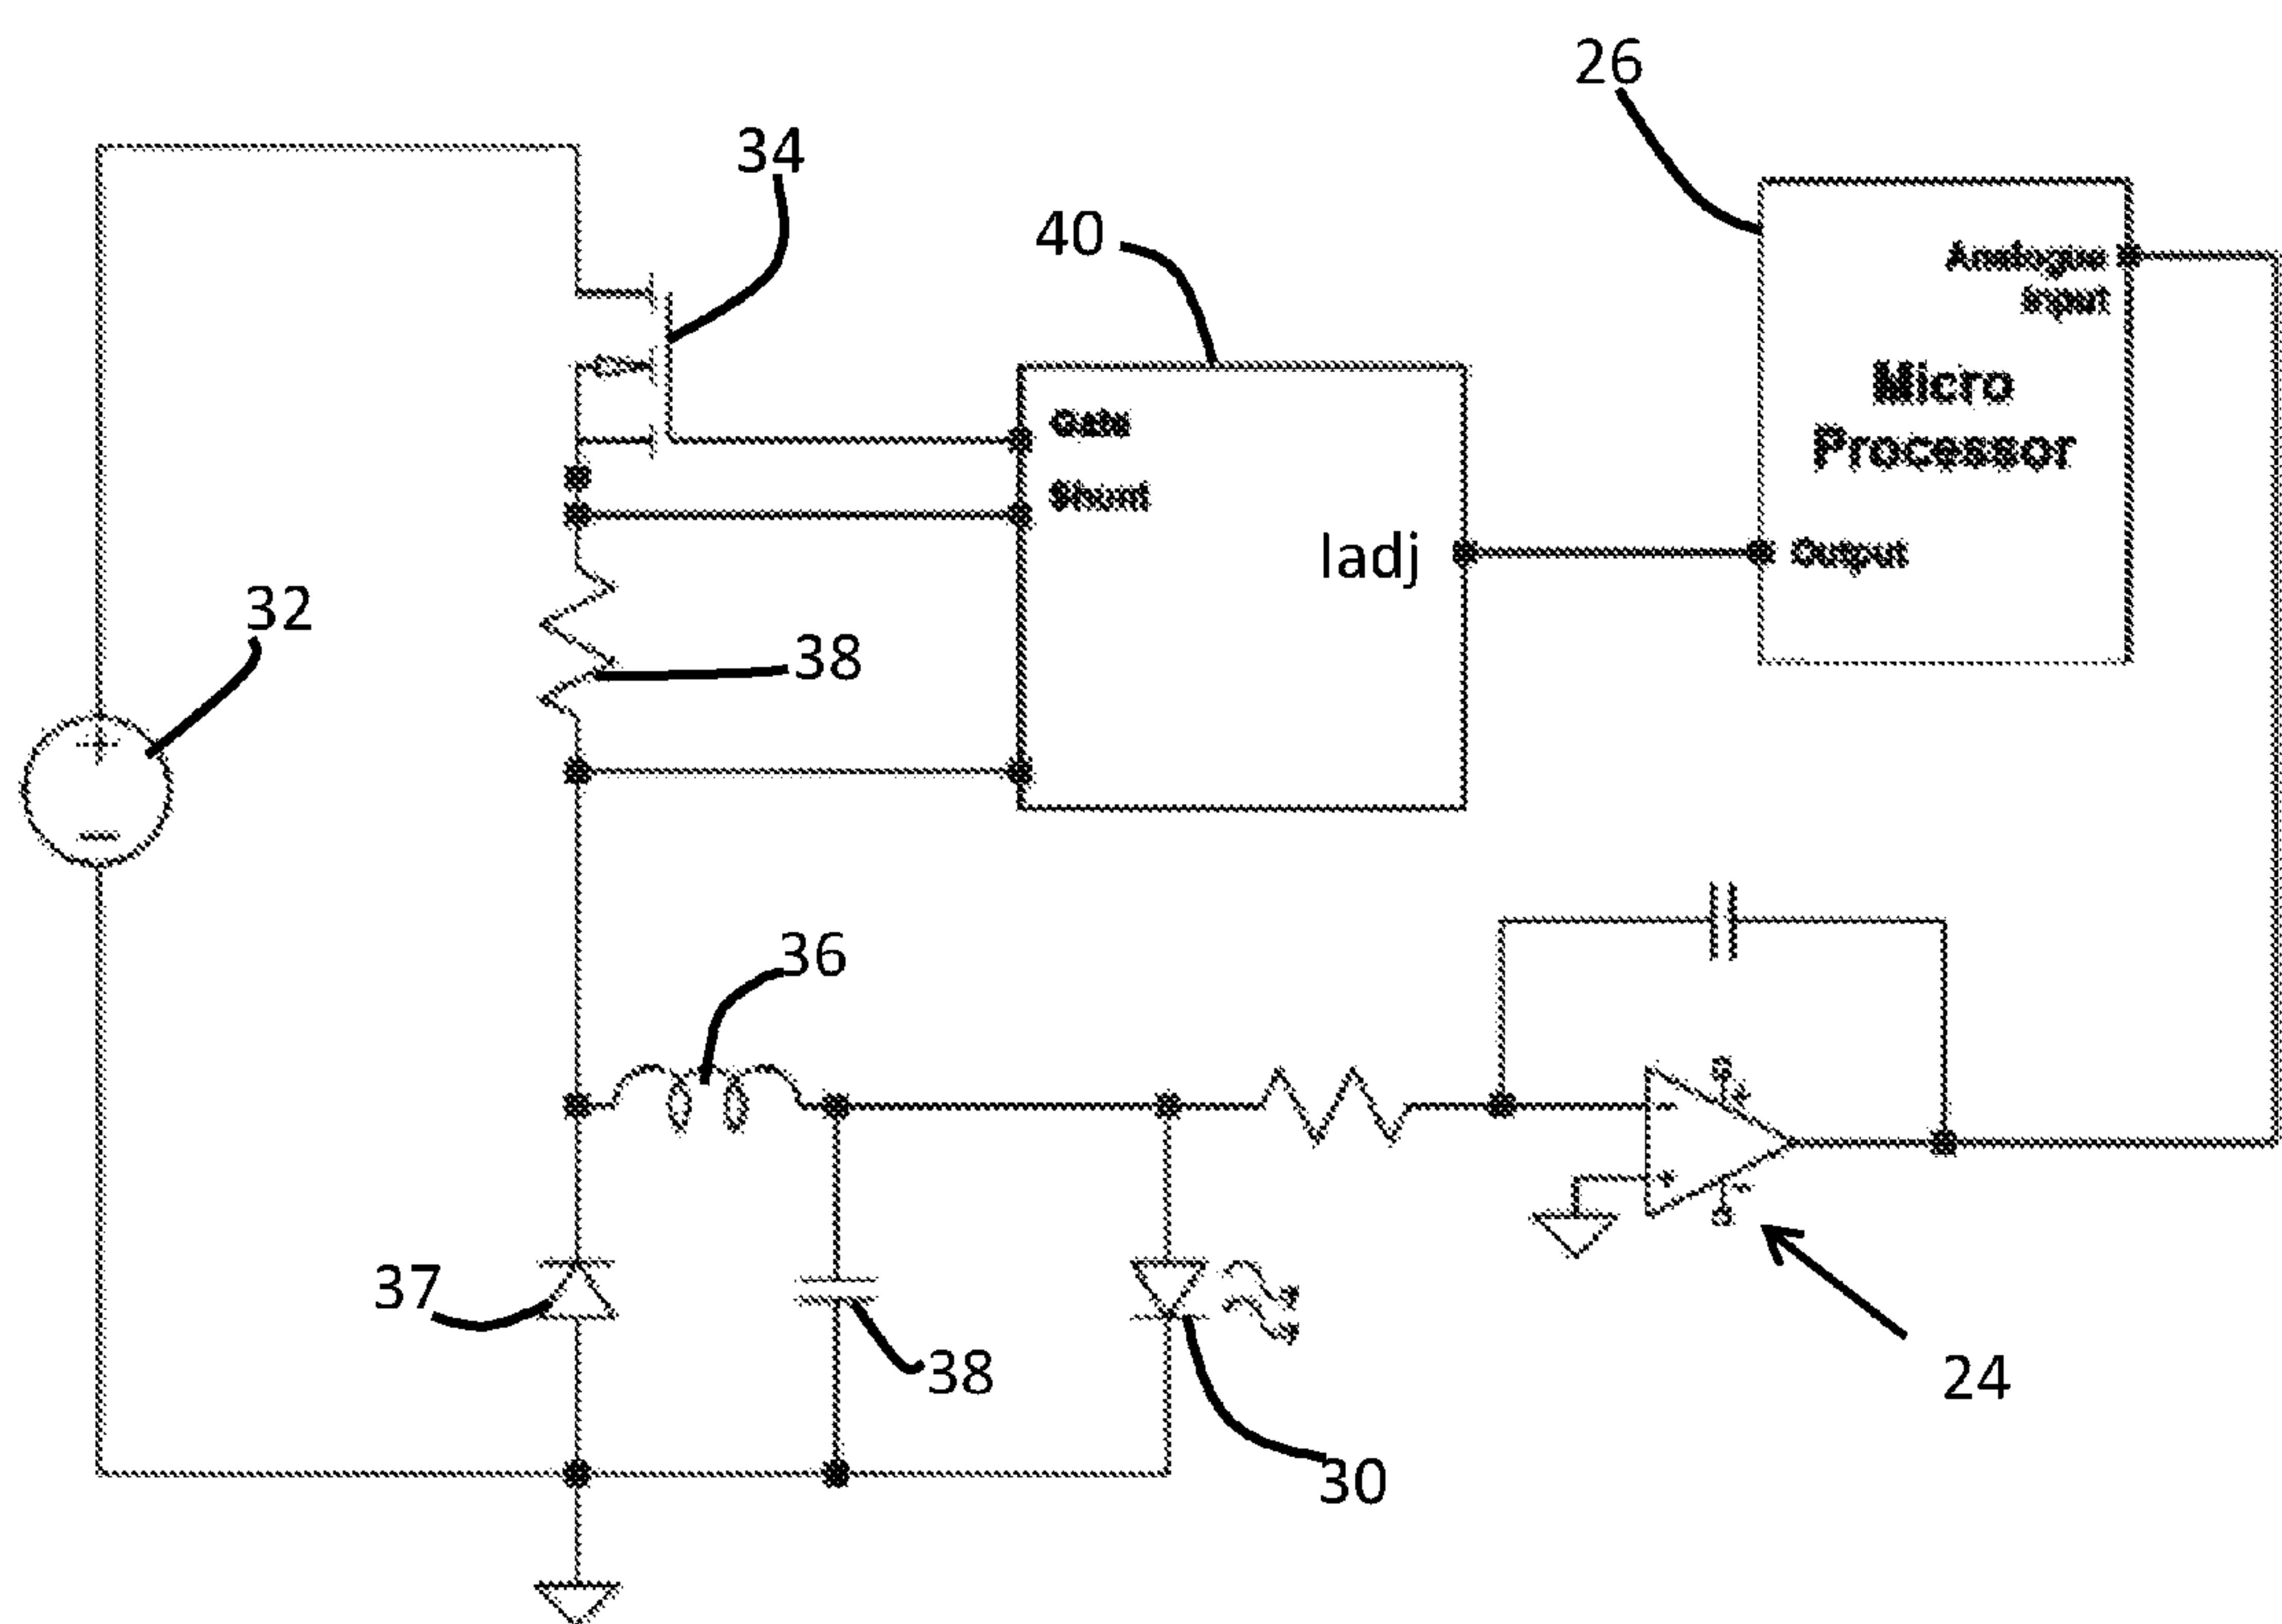 26
34
40
Analogue
input
Micro
Processor
Gate
Shunt
Iadj
Output
32
38
36
37
38
30
24